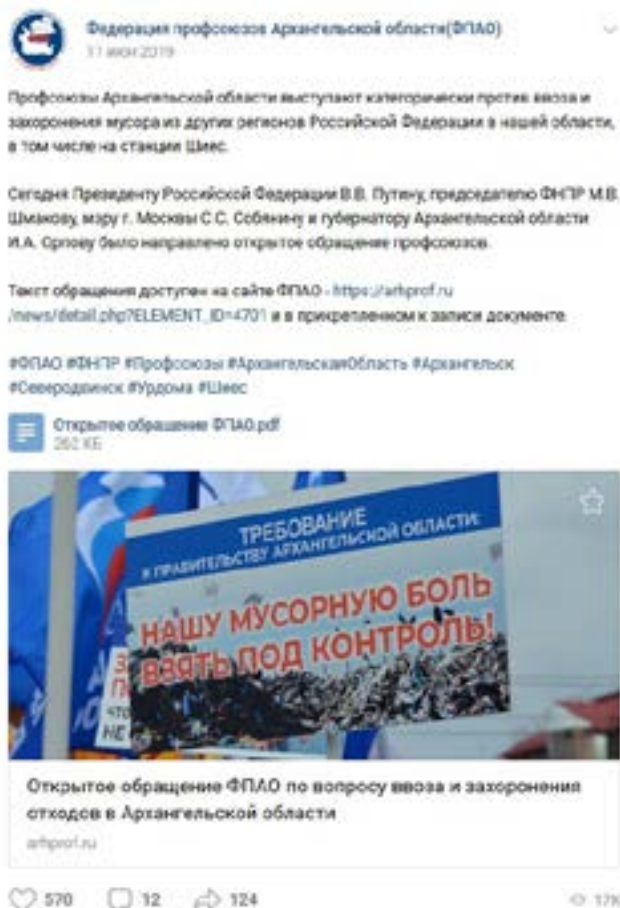 Федерация профсоюзов Архангельской области(ФПАО)
11 июн 2019
Профсоюзы Архангельской области выступают категорически против ввоза и
захоронения мусора из других регионов Российской Федерации в нашей области,
в том числе на станции Шиес.
Сегодня Президенту Российской Федерации В.В. Путину, председателю ФНПР М.В.
Шмакову, мэру г. Москвы С.С. Собянину и губернатору Архангельской области
И.А. Орлову было направлено открытое обращение профсоюзов.
Текст обращения доступен на сайте ФПАО - https://arhprof.ru
/news/detail.php?ELEMENT_ID=4701 и в прикрепленном к записи документе.
#ФПАО #ФНПР #Профсоюзы #АрхангельскаяОбласть #Архангельск
#Северодвинск #Урдома #Шиес
Открытое обращение ФПАО.pdf
262 КБ
ТРЕБОВАНИЕ
К ПРАВИТЕЛЬСТВУ АРХАНГЕЛЬСКОЙ ОБЛАСТИ:
НАШУ МУСОРНУЮ БОЛЬ
ВЗЯТЬ ПОД КОНТРОЛЬ!
ЧТО
НЕ
Открытое обращение ФПАО по вопросу ввоза и захоронения
отходов в Архангельской области
arhprof.ru
570 12 124